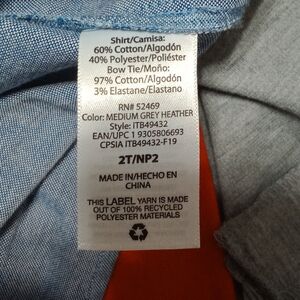 Shirt/Camisa:
60% Cotton/Algodón
40% Polyester/Poliéster
Bow Tie/Moño:
97% Cotton/Algodón
3% Elastane/Elastano
RN# 52469
Color: MEDIUM GREY HEATHER
Style: ITB49432
EAN/UPC 1 9305806693
CPSIA ITB49432-F19
2T/NP2
MADE IN/HECHO EN
CHINA
THIS LABEL YARN IS MADE
OUT OF 100% RECYCLED
POLYESTER MATERIALS